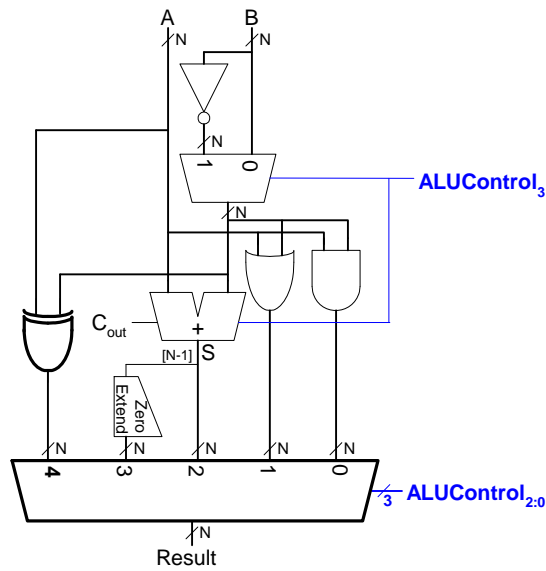 A B
N N
N
1 0
ALUControl3
N
Cout
+
[N-1] S
Zero
Extend
N N N N N
4 3 2 1 0
3 ALUControl2:0
N
Result